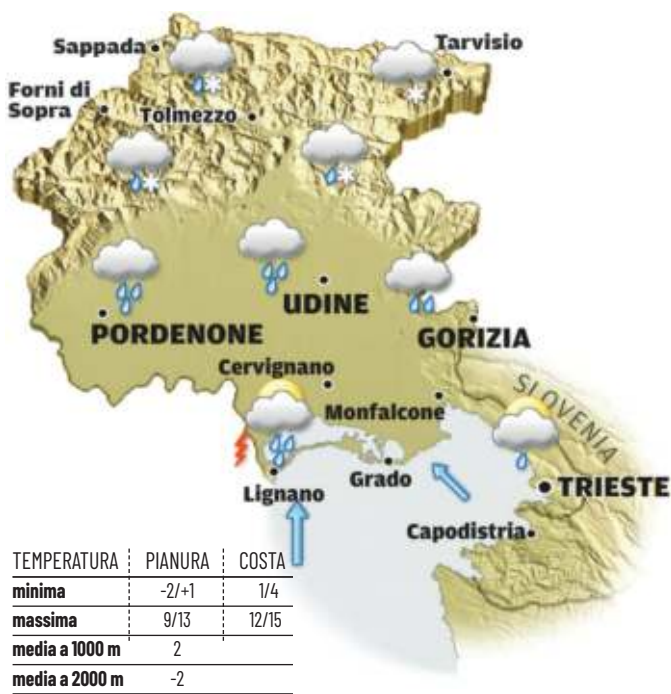 Sappada
Tarvisio
Forni di
Sopra
Tolmezzo
UDINE
PORDENONE
GORIZIA
Cervignano
SLOVENIA
Monfalcone
Grado
Lignano
TRIESTE
Capodistria
TEMPERATURA PIANURA COSTA
minima -2/+1 1/4
massima 9/13 12/15
media a 1000 m 2
media a 2000 m -2